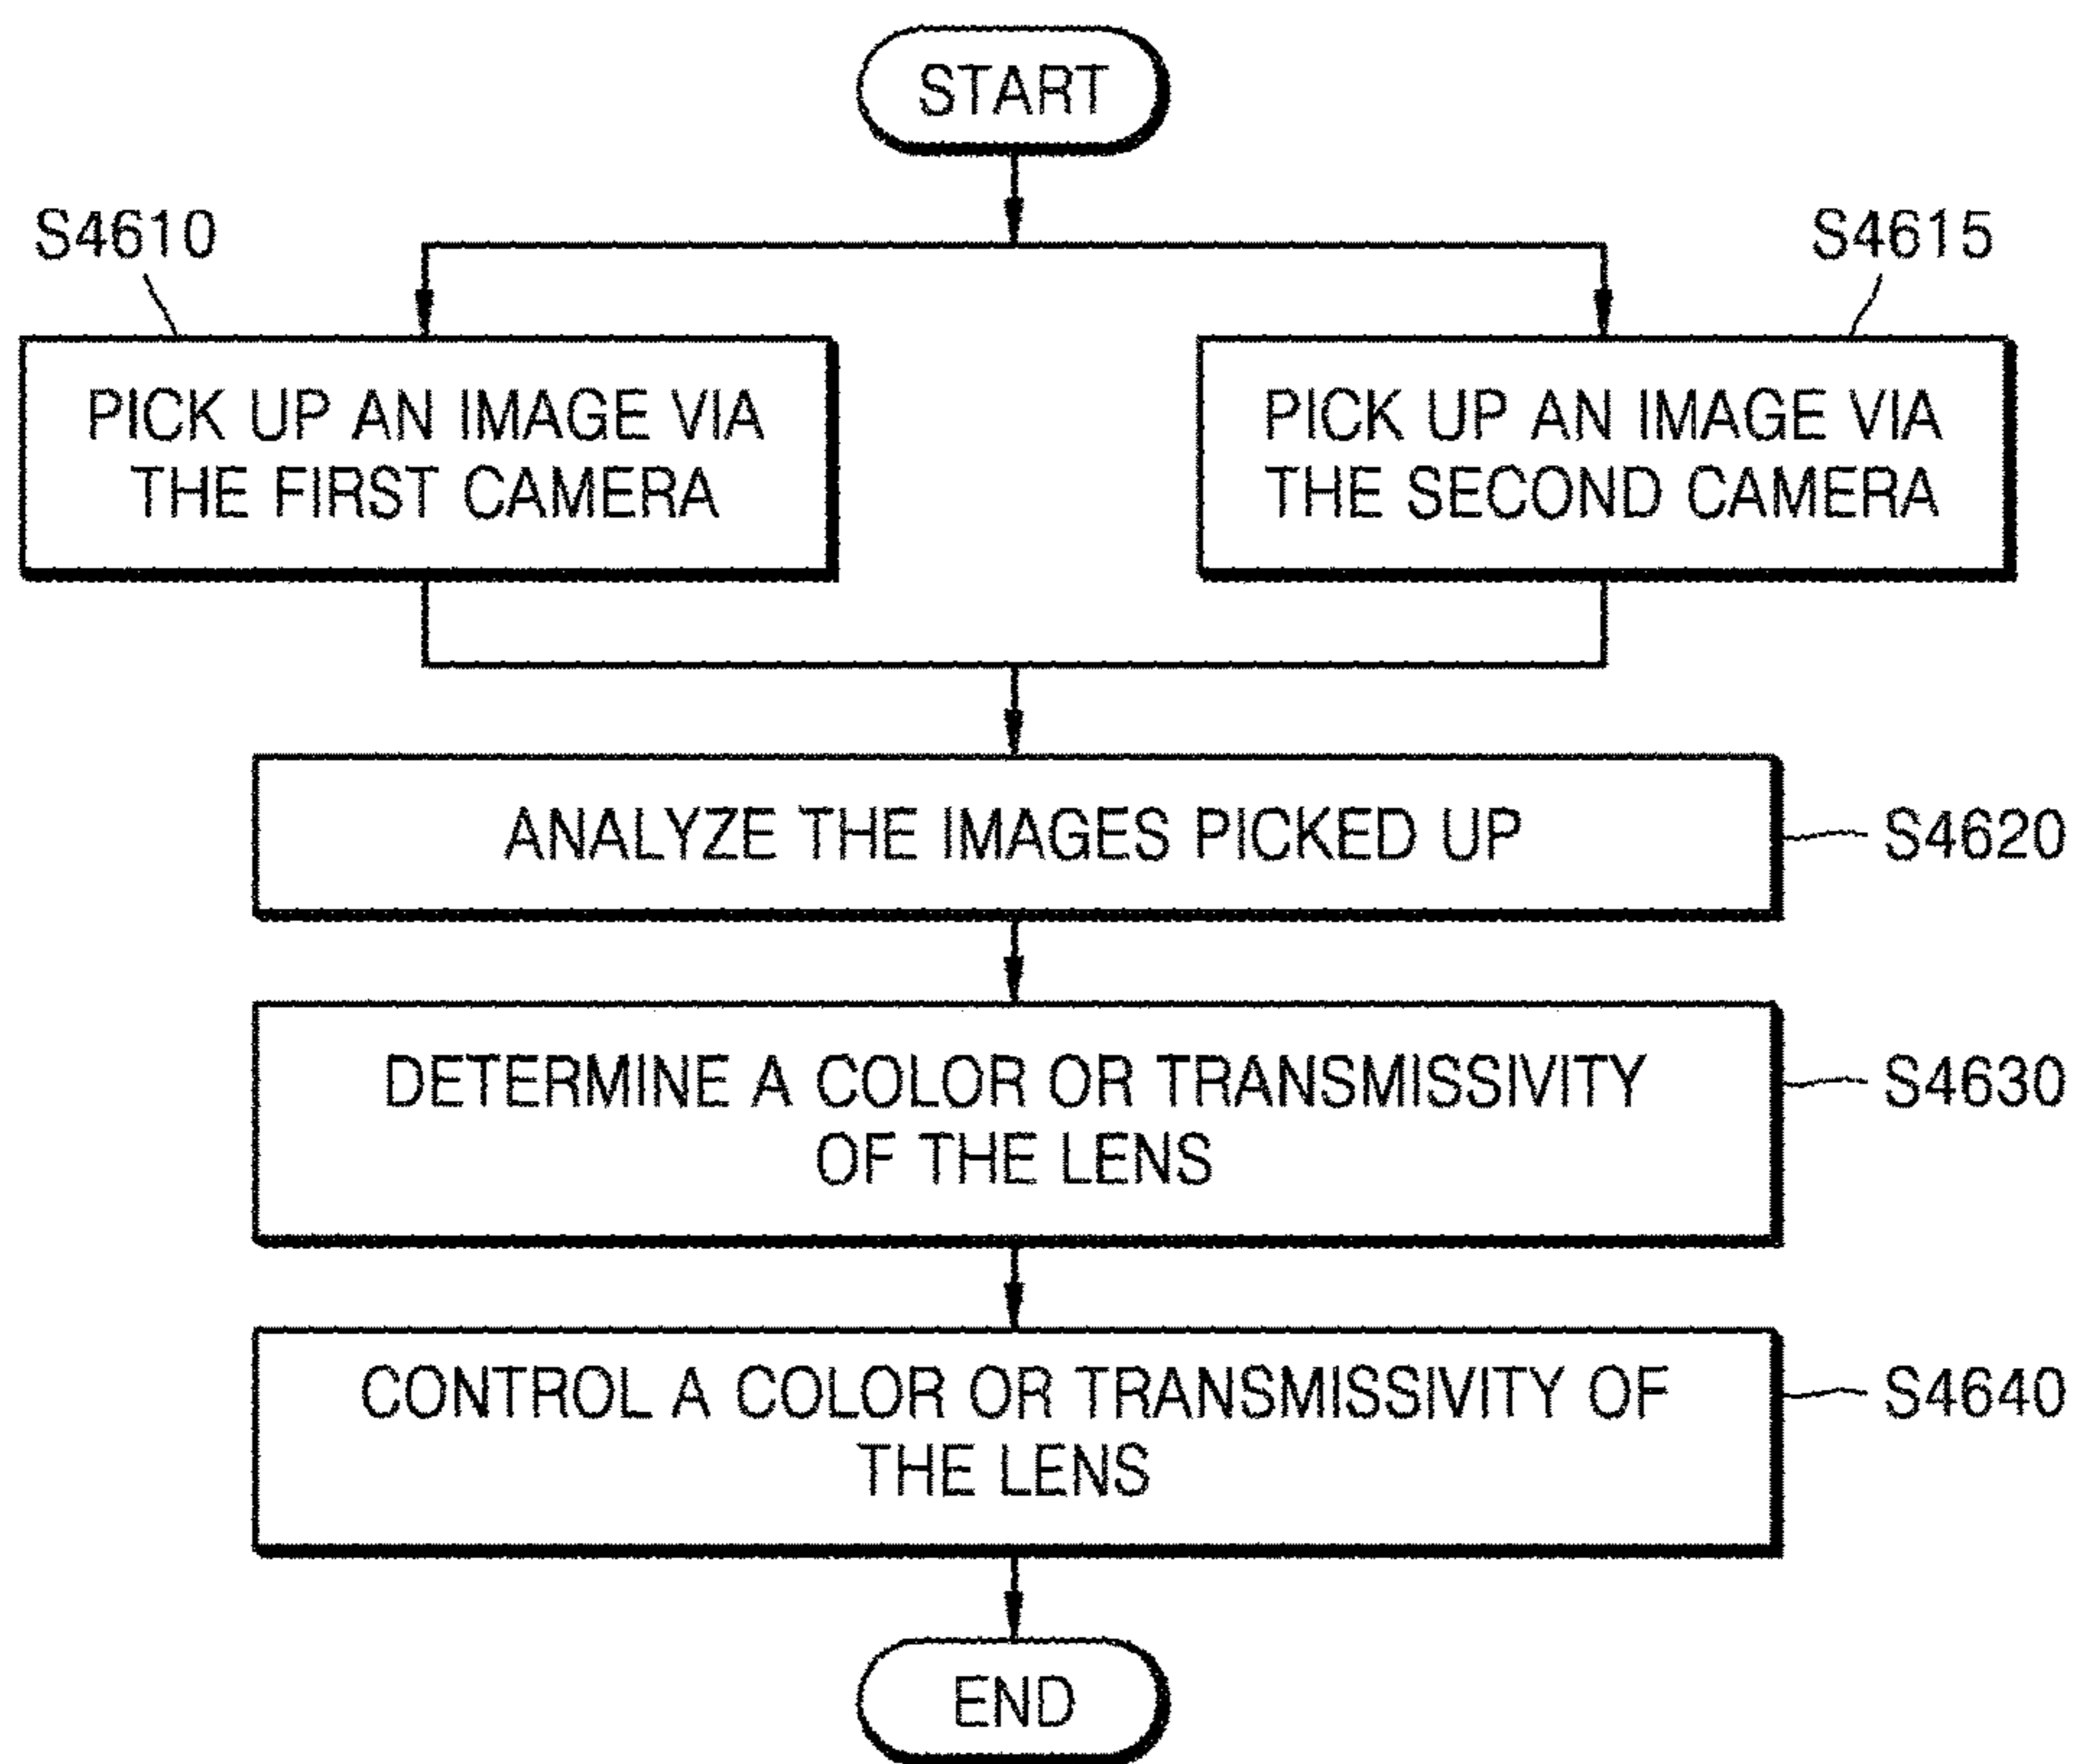 START
S4610
S4615
PICK UP AN IMAGE VIA
THE FIRST CAMERA
PICK UP AN IMAGE VIA
THE SECOND CAMERA
ANALYZE THE IMAGES PICKED UP
S4620
DETERMINE A COLOR OR TRANSMISSIVITY
OF THE LENS
S4630
CONTROL A COLOR OR TRANSMISSIVITY OF
THE LENS
S4640
END